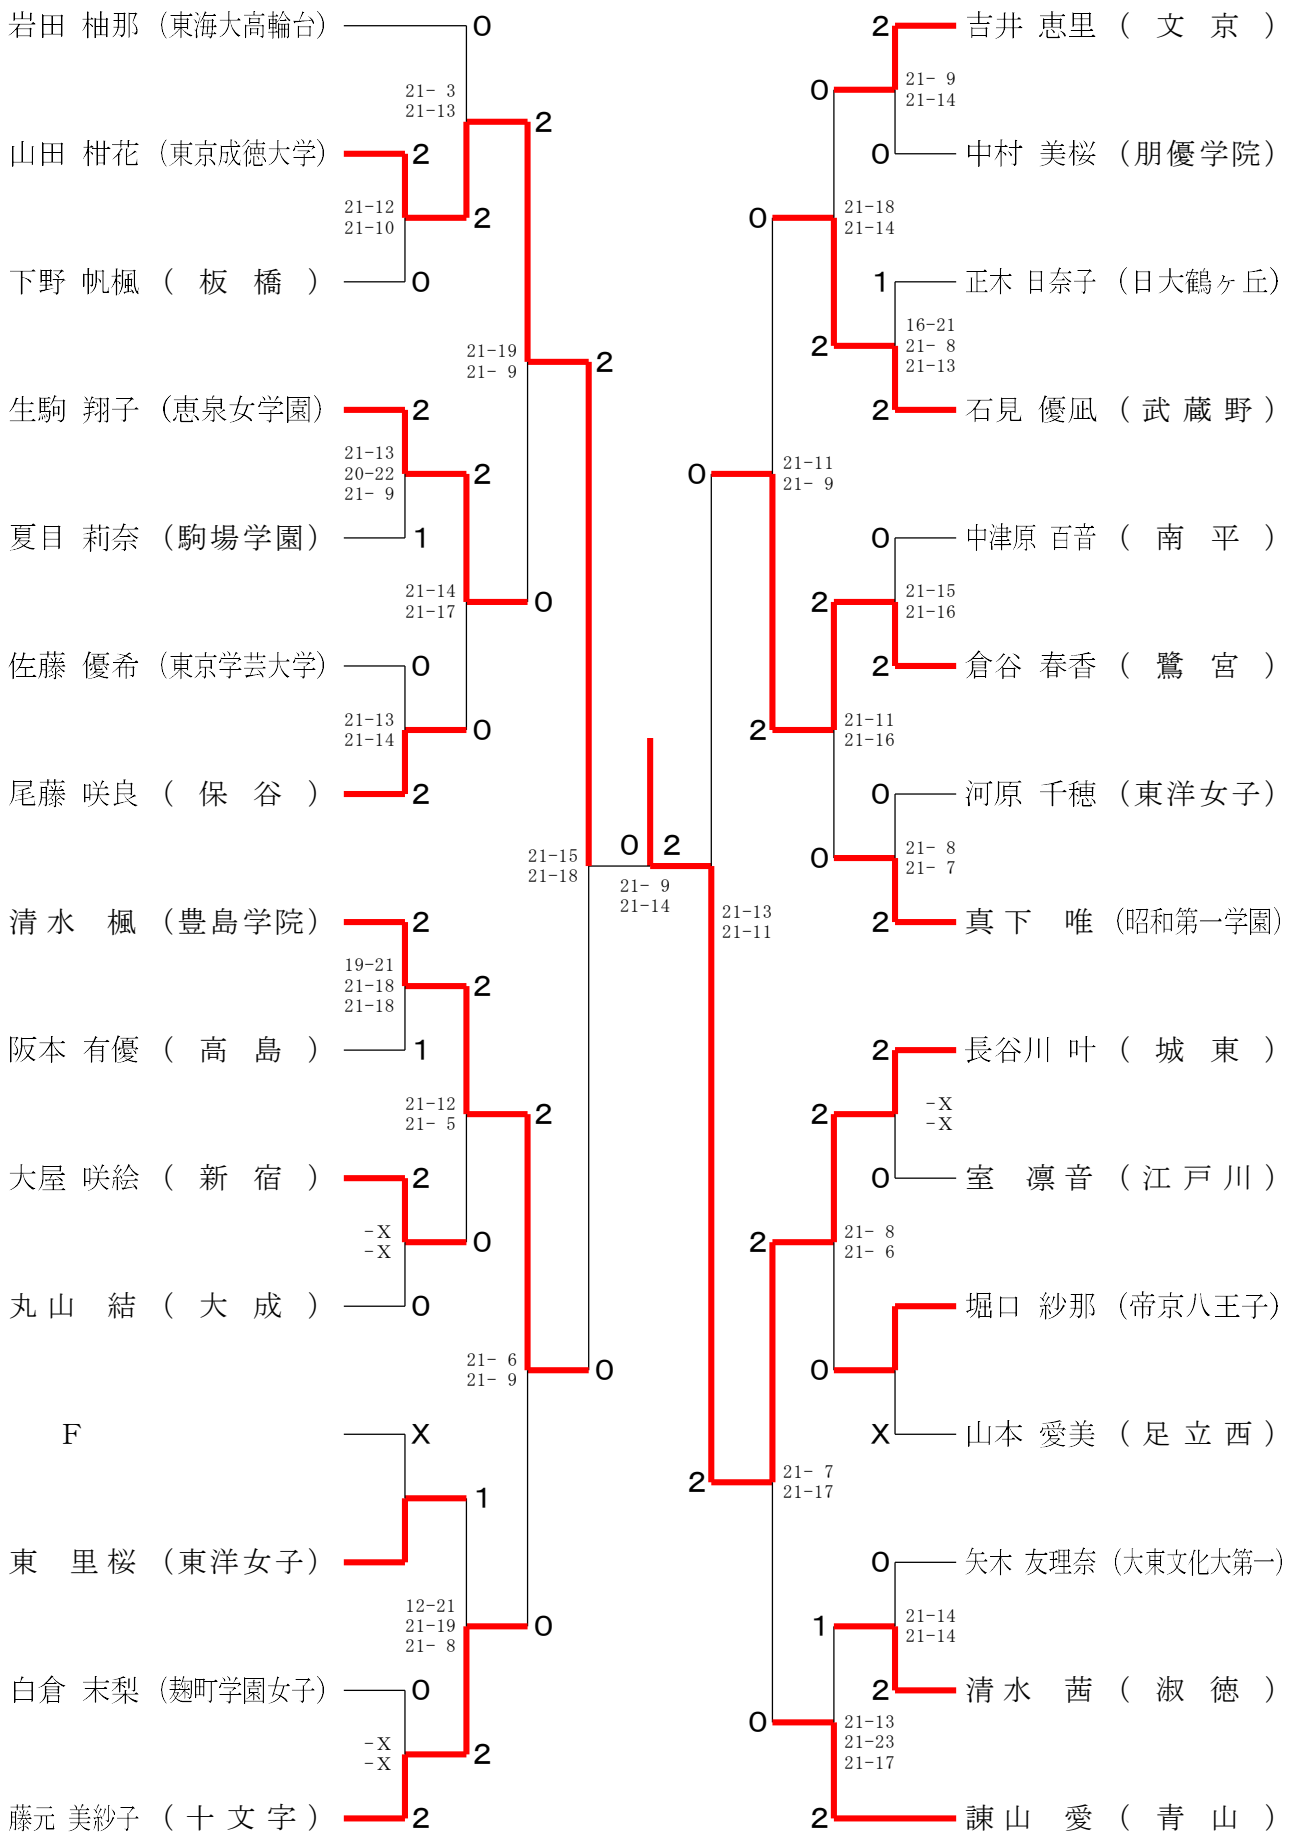 岩田 柚那 (東海大高輪台)
0
21- 3
21-13
2
山田 柑花 (東京成徳大学)
2
21-12
21-10
2
下野 帆楓 ( 板 橋 )
0
21-19
21- 9
2
生駒 翔子 (恵泉女学園)
2
21-13
20-22
21- 9
2
夏目 莉奈 (駒場学園)
1
21-14
21-17
0
佐藤 優希 (東京学芸大学)
0
21-13
21-14
0
尾藤 咲良 ( 保 谷 )
2
21-15
21-18
清水 楓 (豊島学院)
2
19-21
21-18
21-18
2
阪本 有優 ( 高 島 )
1
21-12
21- 5
2
大屋 咲絵 ( 新 宿 )
2
-X
-X
0
丸山 結 ( 大 成 )
0
21- 6
21- 9
0
F
X
1
東 里桜 (東洋女子)
12-21
21-19
21- 8
0
白倉 末梨 (麹町学園女子)
0
-X
-X
2
藤元 美紗子 ( 十 文 字 )
2
0 2
21- 9
21-14
2 吉井 恵里 ( 文 京 )
0
21- 9
21-14
0 中村 美桜 (朋優学院)
0
21-18
21-14
1 正木 日奈子 (日大鶴ヶ丘)
2
16-21
21- 8
21-13
2 石見 優凪 ( 武 蔵 野 )
0
21-11
21- 9
0 中津原 百音 ( 南 平 )
2
21-15
21-16
2 倉谷 春香 ( 鷺 宮 )
2
21-11
21-16
0 河原 千穂 (東洋女子)
0
21- 8
21- 7
2 真下 唯 (昭和第一学園)
21-13
21-11
2 長谷川 叶 ( 城 東 )
2
-X
-X
0 室 凛音 ( 江 戸 川 )
2
21- 8
21- 6
堀口 紗那 (帝京八王子)
0
X 山本 愛美 ( 足 立 西 )
2
21- 7
21-17
0 矢木 友理奈 (大東文化大第一)
1
21-14
21-14
2 清水 茜 ( 淑 徳 )
0
21-13
21-23
21-17
2 諫山 愛 ( 青 山 )